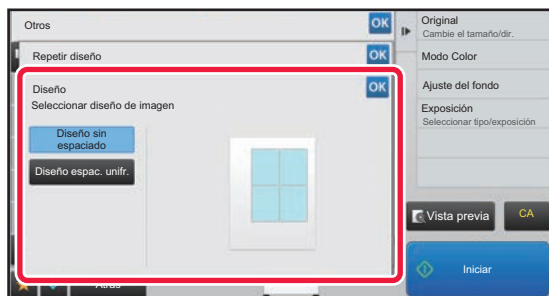 Otros
OK
Repetir diseño
OK
Diseño
OK
Seleccionar diseño de imagen
Diseño sin
espaciado
Diseño espac. unifr.
Atrás
Original
Cambie el tamaño/dir.
Modo Color
Ajuste del fondo
Exposición
Seleccionar tipo/exposición
Vista previa
CA
Iniciar